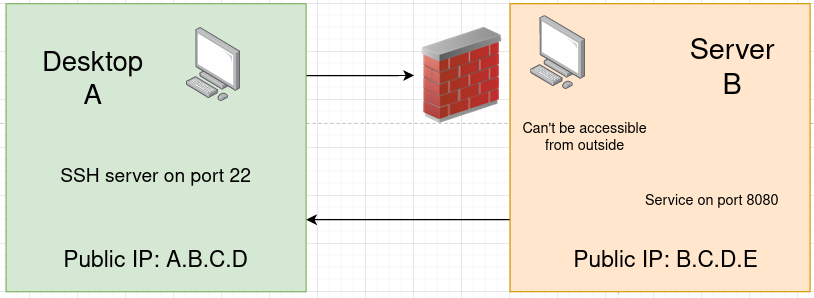 Desktop
A
SSH server on port 22
Public IP: A.B.C.D
Server
B
Can't be accessible
from outside
Service on port 8080
Public IP: B.C.D.E